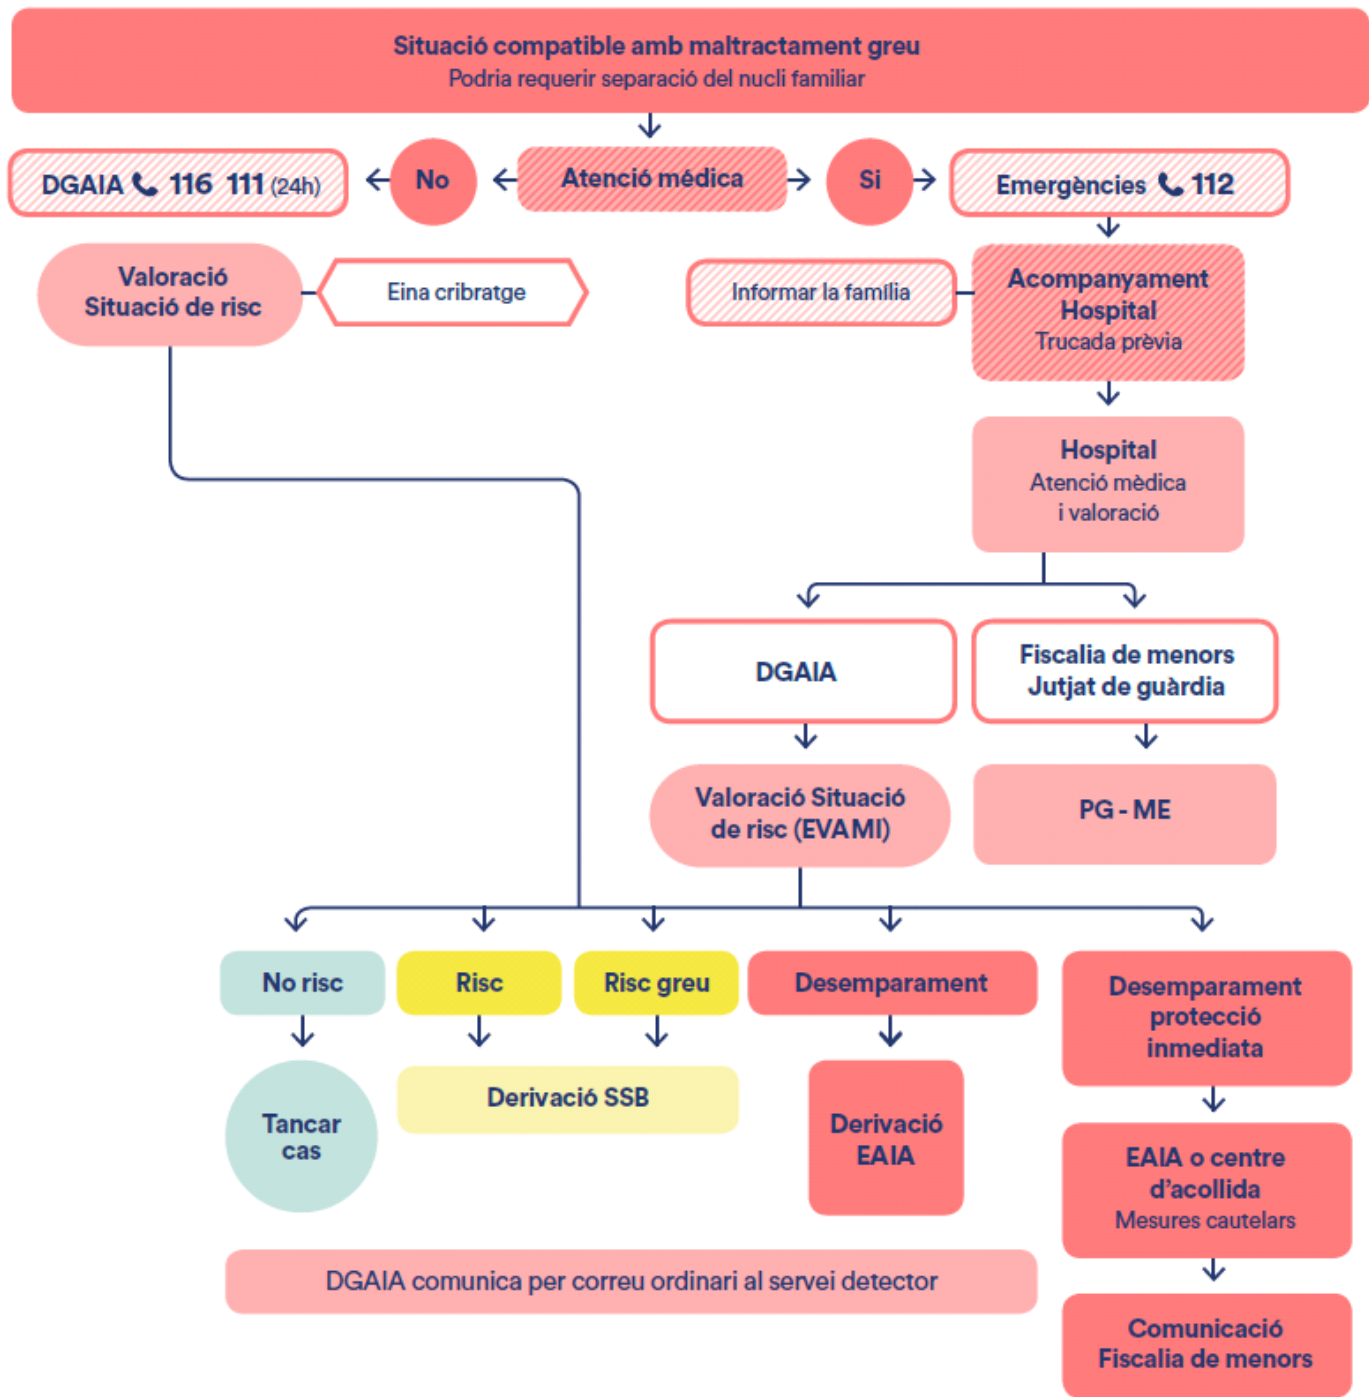 Situació compatible amb maltractament greu
Podria requerir separació del nucli familiar
DGAIA 116 111 (24h)
No
Atenció médica
Si
Emergències 112
Valoració
Situació de risc
Eina cribratge
Informar la família
Acompanyament
Hospital
Trucada prèvia
Hospital
Atenció mèdica
i valoració
DGAIA
Fiscalia de menors
Jutjat de guàrdia
Valoració Situació
de risc (EVAMI)
PG - ME
No risc
Risc
Risc greu
Desemparament
Desemparament
protecció
inmediata
Tancar
cas
Derivació SSB
Derivació
EAIA
EAIA o centre
d’acollida
Mesures cautelars
DGAIA comunica per correu ordinari al servei detector
Comunicació
Fiscalia de menors